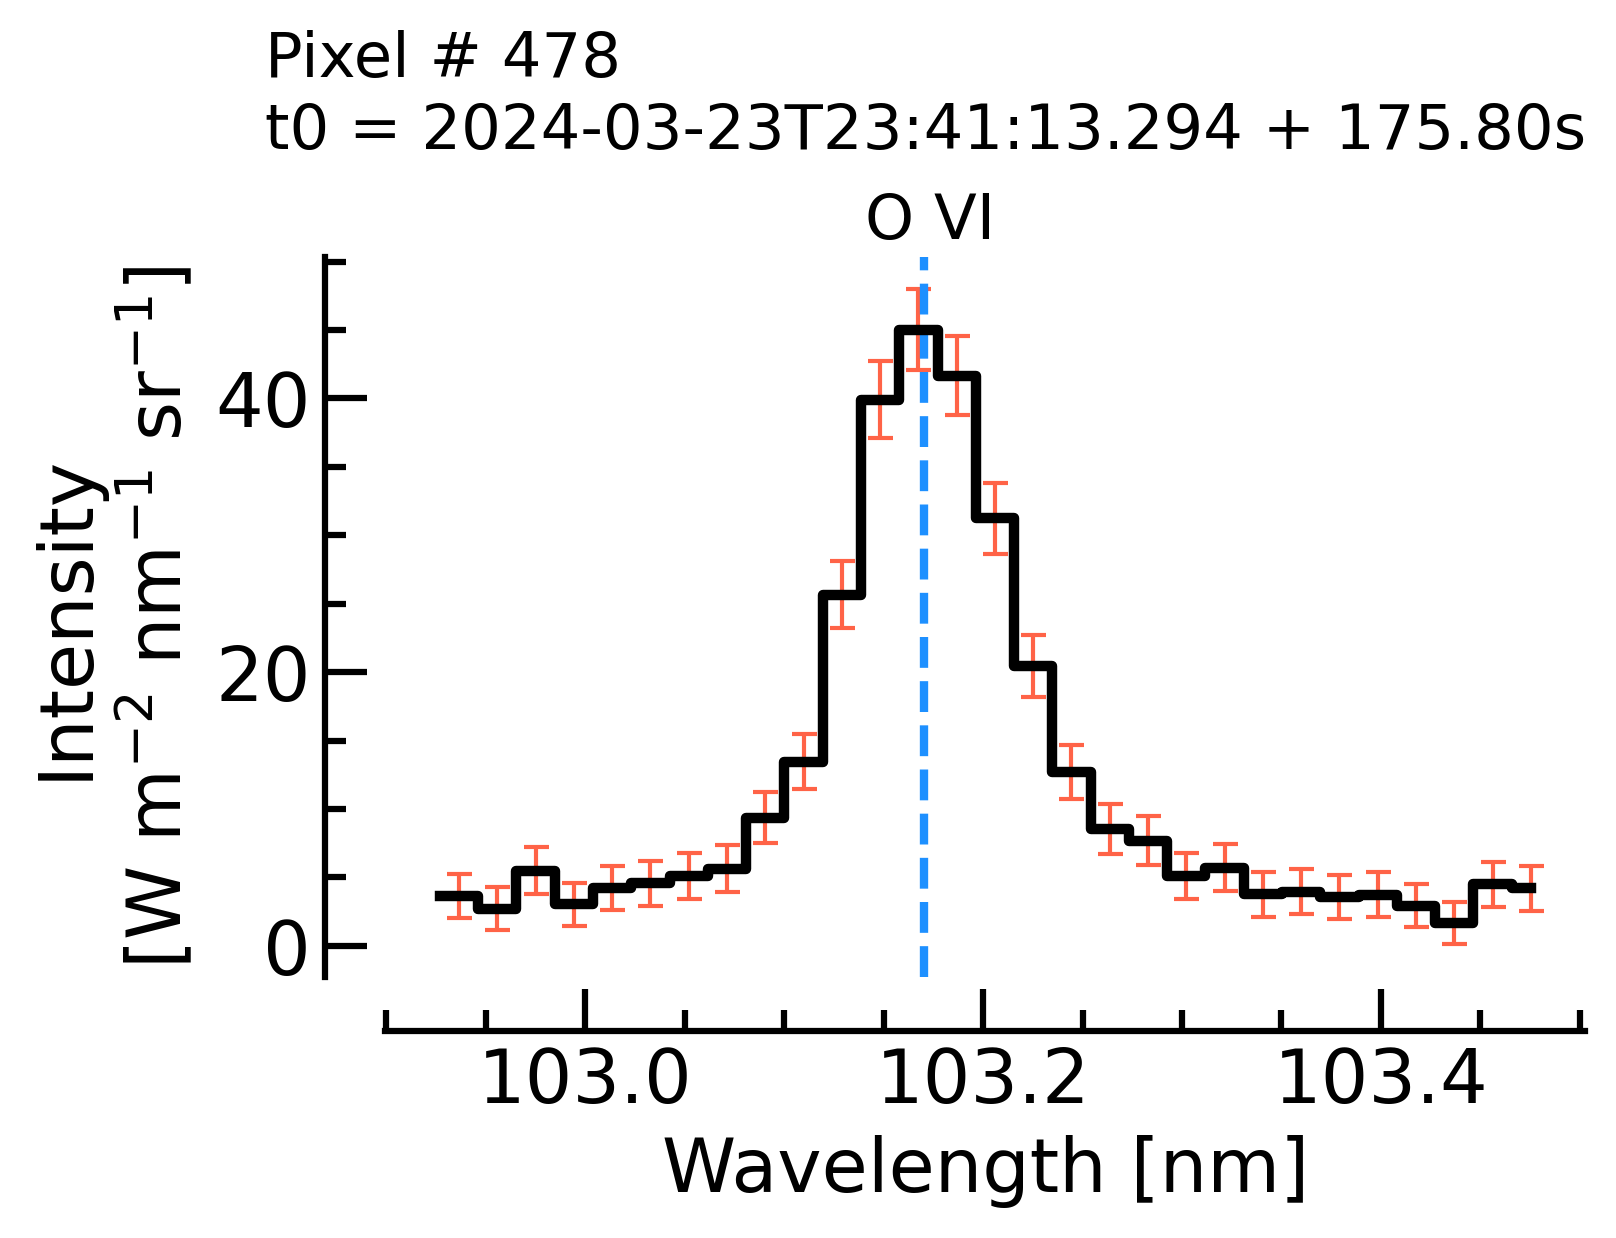 Pixel # 478
t0 = 2024-03-23T23:41:13.294 + 175.80s
O VI
Intensity
[W m⁻² nm⁻¹ sr⁻¹]
40
20
0
103.0 103.2 103.4
Wavelength [nm]